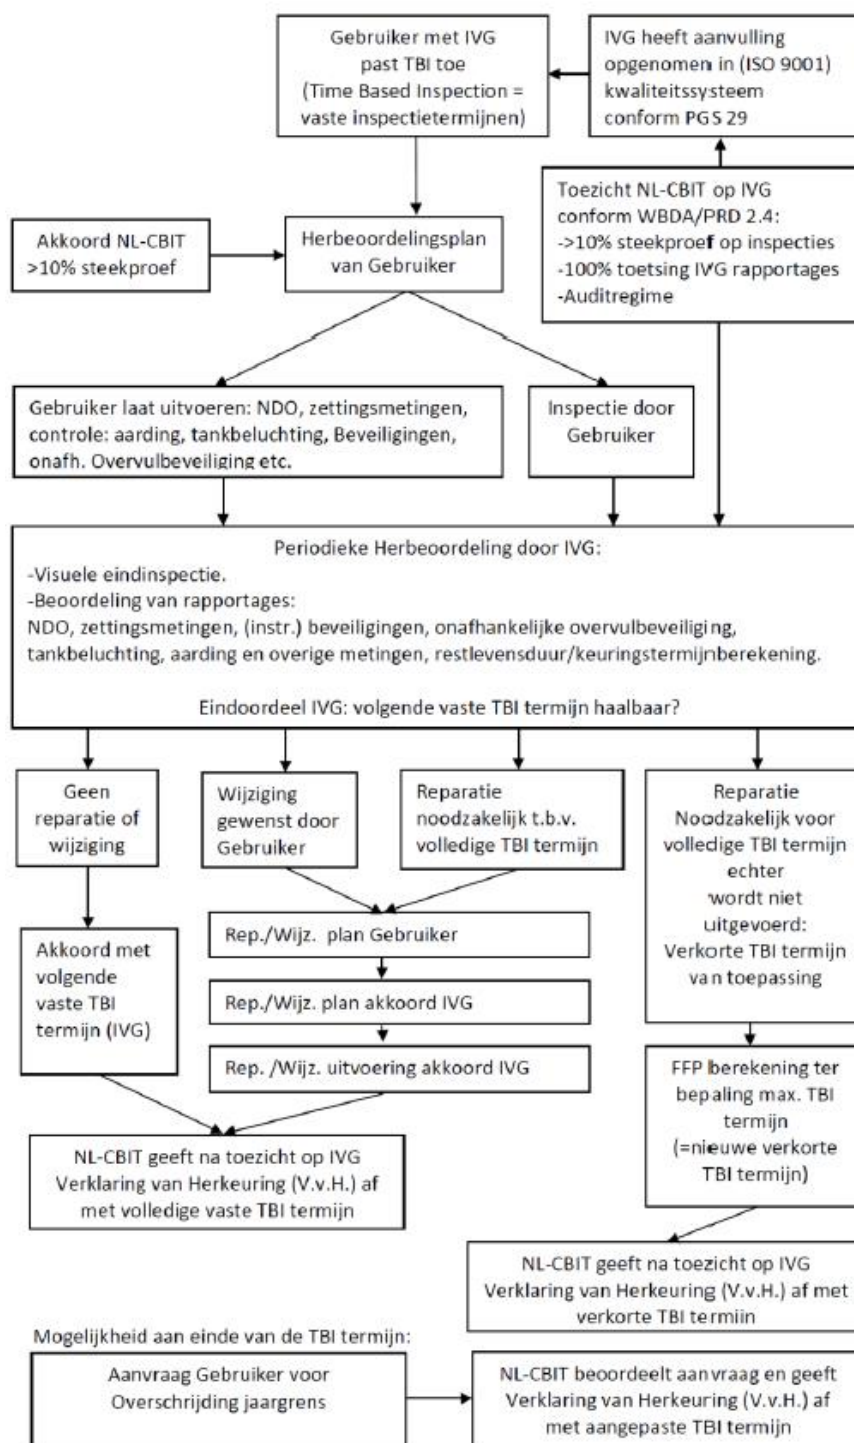 Gebruiker met IVG
past TBI toe
(Time Based Inspection =
vaste inspectietermijnen)
IVG heeft aanvulling
opgenomen in (ISO 9001)
kwaliteitssysteem
conform PGS 29
Toezicht NL-CBIT op IVG
conform WBDA/PRD 2.4:
->10% steekproef op inspecties
-100% toetsing IVG rapportages
-Auditregime
Akkoord NL-CBIT
>10% steekproef
Herbeoordelingsplan
van Gebruiker
Gebruiker laat uitvoeren: NDO, zettingsmetingen,
controle: aarding, tankbeluchting, Beveiligingen,
onafh. Overvulbeveiliging etc.
Inspectie door
Gebruiker
Periodieke Herbeoordeling door IVG:
-Visuele eindinspectie.
-Beoordeling van rapportages:
NDO, zettingsmetingen, (instr.) beveiligingen, onafhankelijke overvulbeveiliging,
tankbeluchting, aarding en overige metingen, restlevensduur/keuringstermijnberekening.
Eindoordeel IVG: volgende vaste TBI termijn haalbaar?
Geen
reparatie of
wijziging
Wijziging
gewenst door
Gebruiker
Reparatie
noodzakelijk t.b.v.
volledige TBI termijn
Reparatie
Noodzakelijk voor
volledige TBI termijn
echter
wordt niet
uitgevoerd:
Verkorte TBI termijn
van toepassing
Akkoord met
volgende
vaste TBI
termijn (IVG)
Rep./Wijz. plan Gebruiker
Rep./Wijz. plan akkoord IVG
Rep. /Wijz. uitvoering akkoord IVG
FFP berekening ter
bepaling max. TBI
termijn
(=nieuwe verkorte
TBI termijn)
NL-CBIT geeft na toezicht op IVG
Verklaring van Herkeuring (V.v.H.) af
met volledige vaste TBI termijn
NL-CBIT geeft na toezicht op IVG
Verklaring van Herkeuring (V.v.H.) af met
verkorte TBI termiin
Mogelijkheid aan einde van de TBI termijn:
Aanvraag Gebruiker voor
Overschrijding jaargrens
NL-CBIT beoordeelt aanvraag en geeft
Verklaring van Herkeuring (V.v.H.) af
met aangepaste TBI termijn